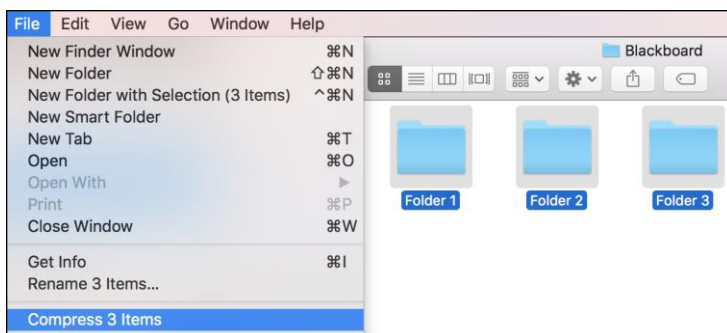 File Edit View Go Window Help
New Finder Window ⌘N
New Folder ⇧⌘N
New Folder with Selection (3 Items) ^⌘N
New Smart Folder
New Tab ⌘T
Open ⌘O
Open With ▶
Print ⌘P
Close Window ⌘W
Get Info ⌘I
Rename 3 Items...
Compress 3 Items
Blackboard
Folder 1 Folder 2 Folder 3